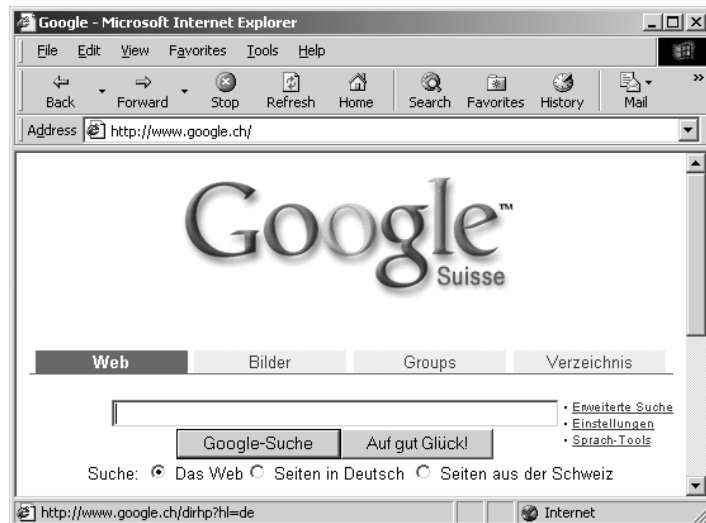 Google - Microsoft Internet Explorer
File Edit View Favorites Tools Help
Back Forward Stop Refresh Home Search Favorites History Mail »
Address http://www.google.ch/
Google™
Suisse
Web Bilder Groups Verzeichnis
• Erweiterte Suche
• Einstellungen
• Sprach-Tools
Google-Suche Auf gut Glück!
Suche: Das Web Seiten in Deutsch Seiten aus der Schweiz
http://www.google.ch/dirhp?hl=de Internet